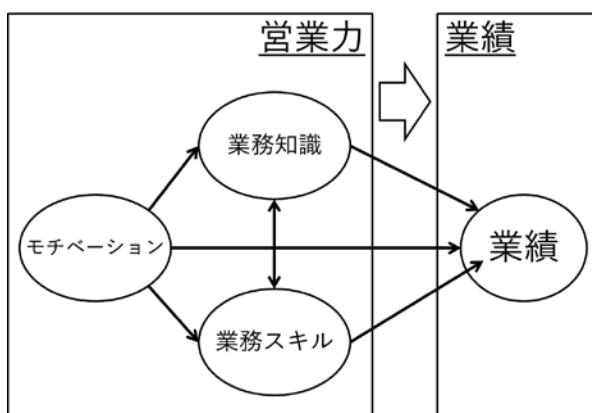 営業力
業績
業務知識
モチベーション
業績
業務スキル